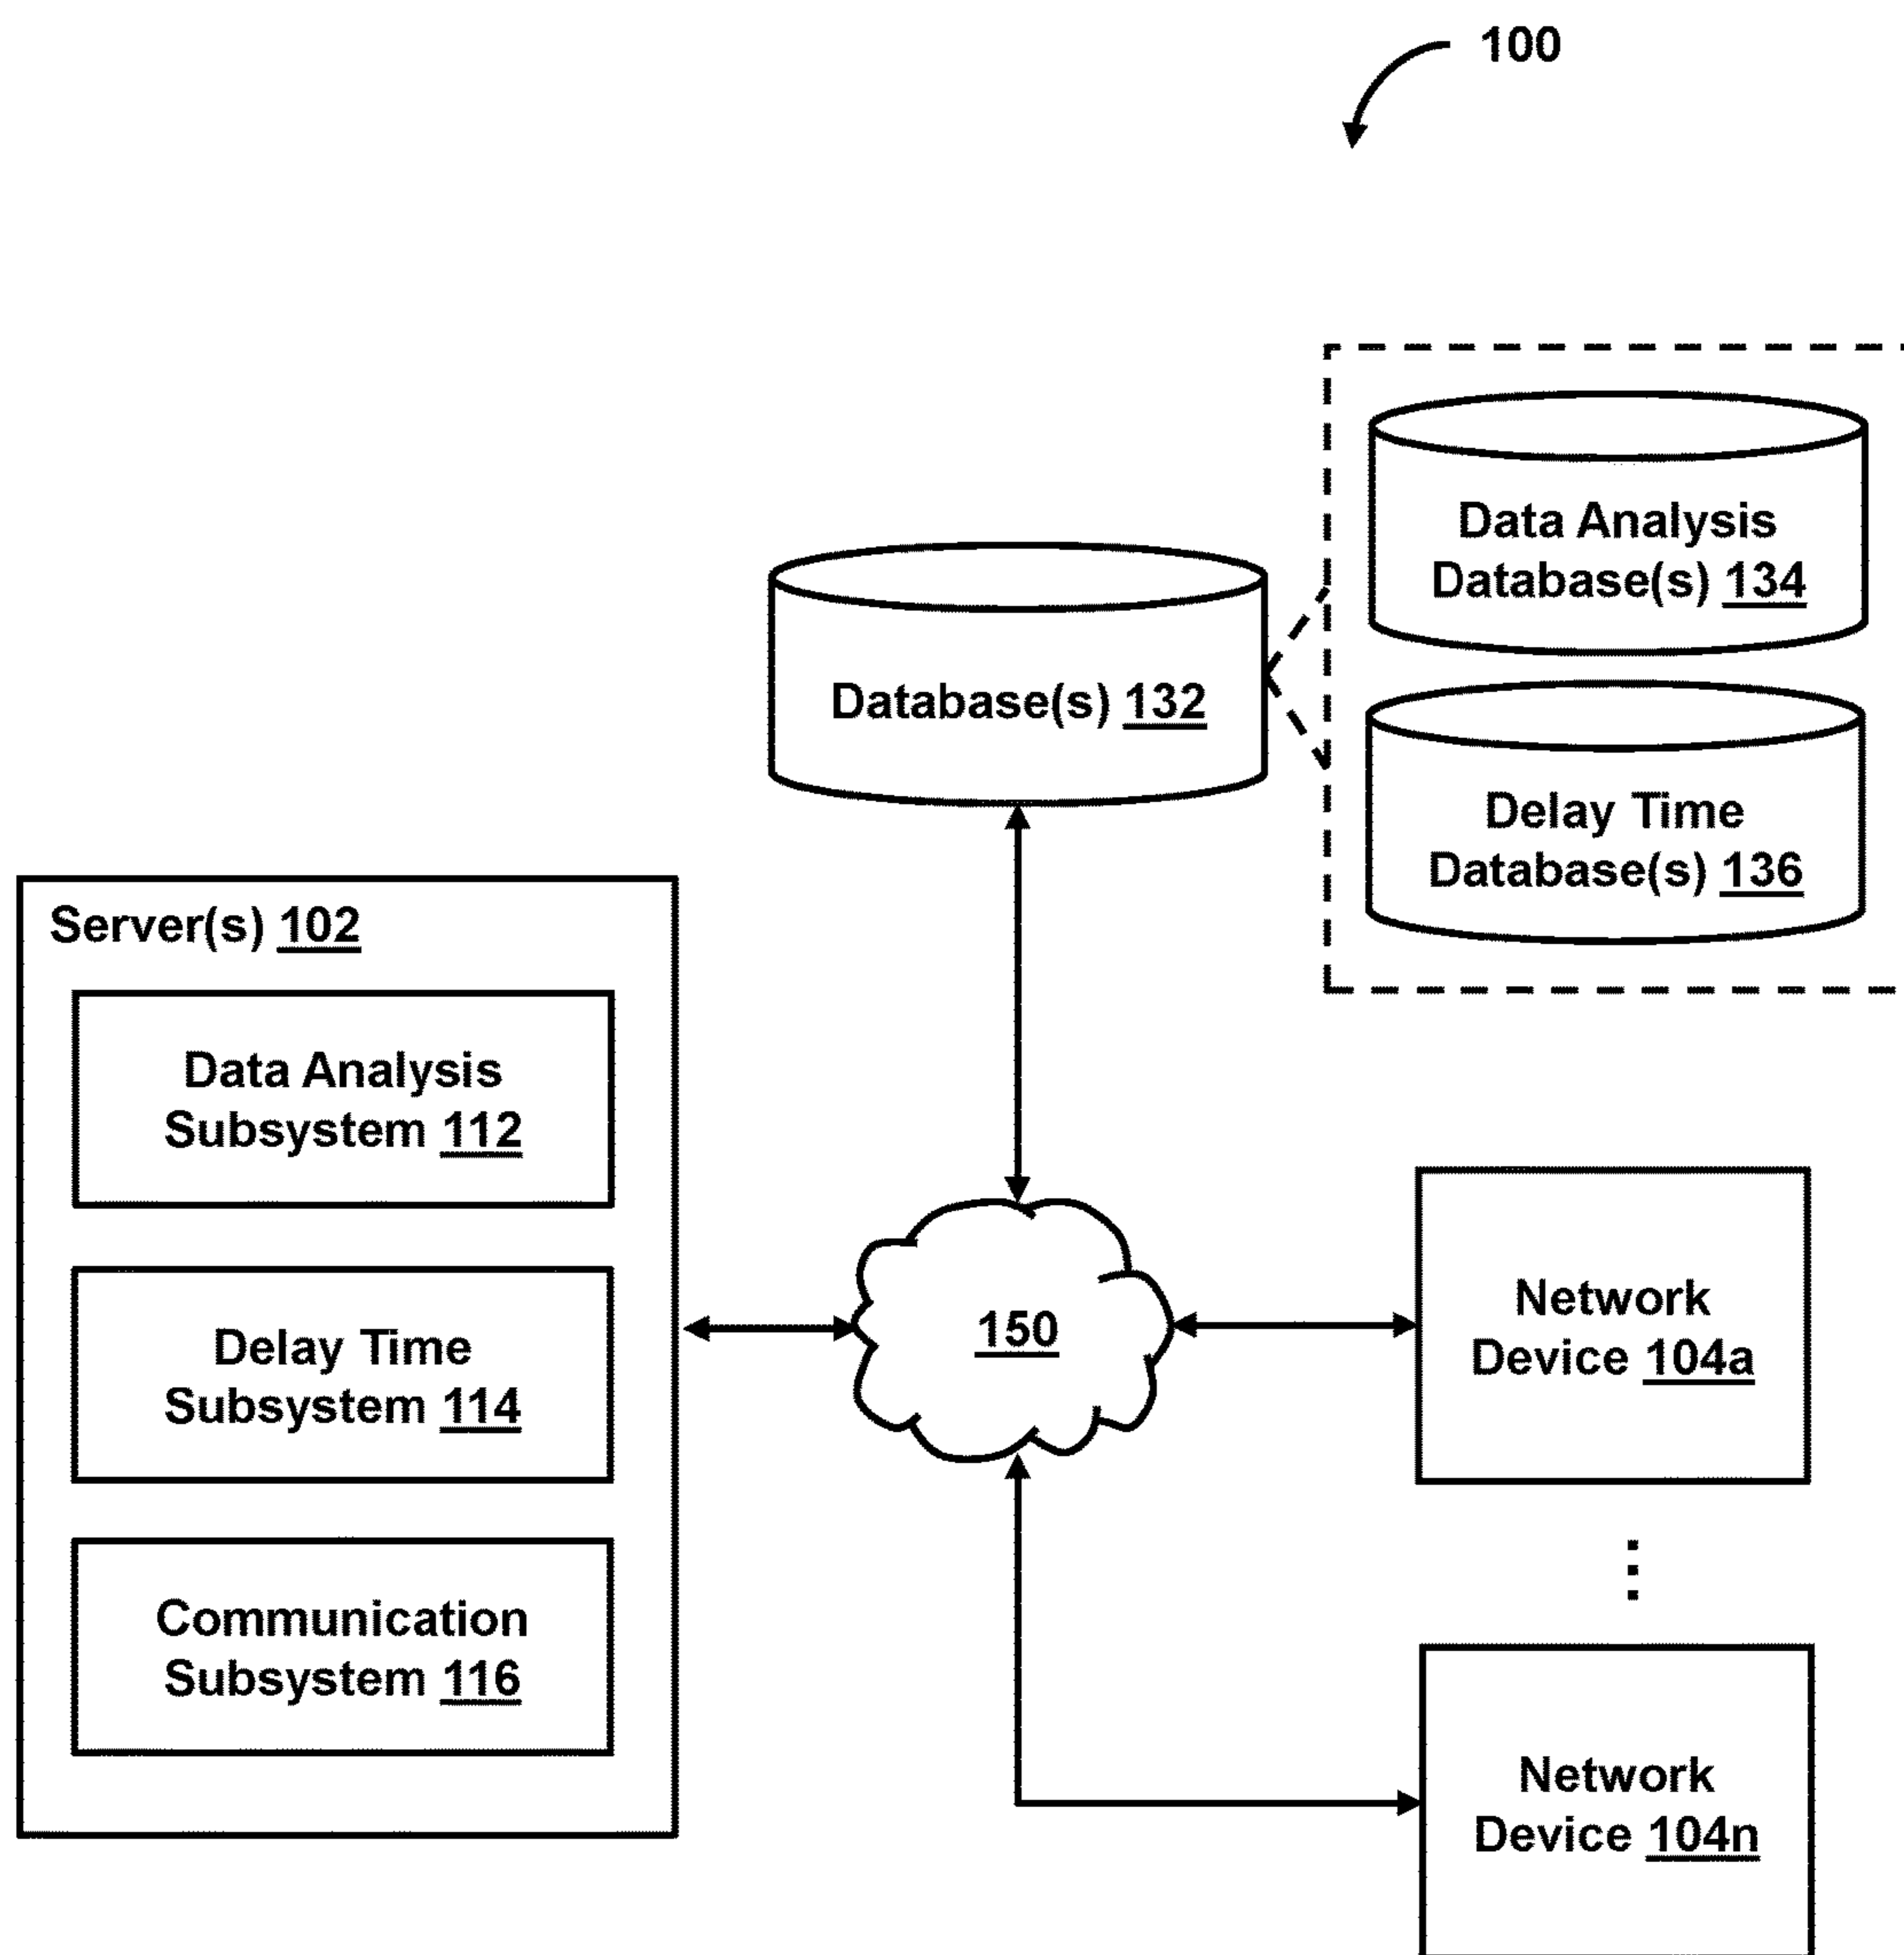 100
Data Analysis
Database(s) 134
Database(s) 132
Delay Time
Database(s) 136
Server(s) 102
Data Analysis
Subsystem 112
Delay Time
Subsystem 114
Communication
Subsystem 116
150
Network
Device 104a
Network
Device 104n